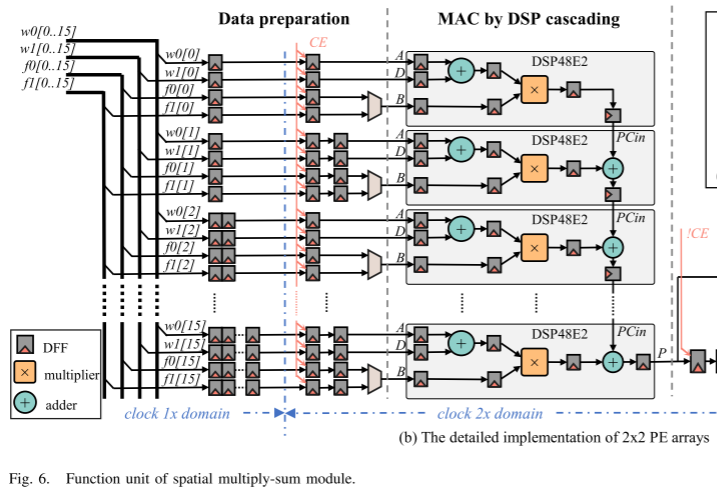 Data preparation
MAC by DSP cascading
w0[0..15]
w1[0..15]
f0[0..15]
f1[0..15]
CE
w0[0]
w1[0]
f0[0]
f1[0]
A
D
B
DSP48E2
w0[1]
w1[1]
f0[1]
f1[1]
A
D
B
DSP48E2
PCin
w0[2]
w1[2]
f0[2]
f1[2]
A
D
B
DSP48E2
PCin
!CE
w0[15]
w1[15]
f0[15]
f1[15]
A
D
B
DSP48E2
PCin
P
DFF
multiplier
adder
clock 1x domain
clock 2x domain
(b) The detailed implementation of 2x2 PE arrays
Fig. 6. Function unit of spatial multiply-sum module.